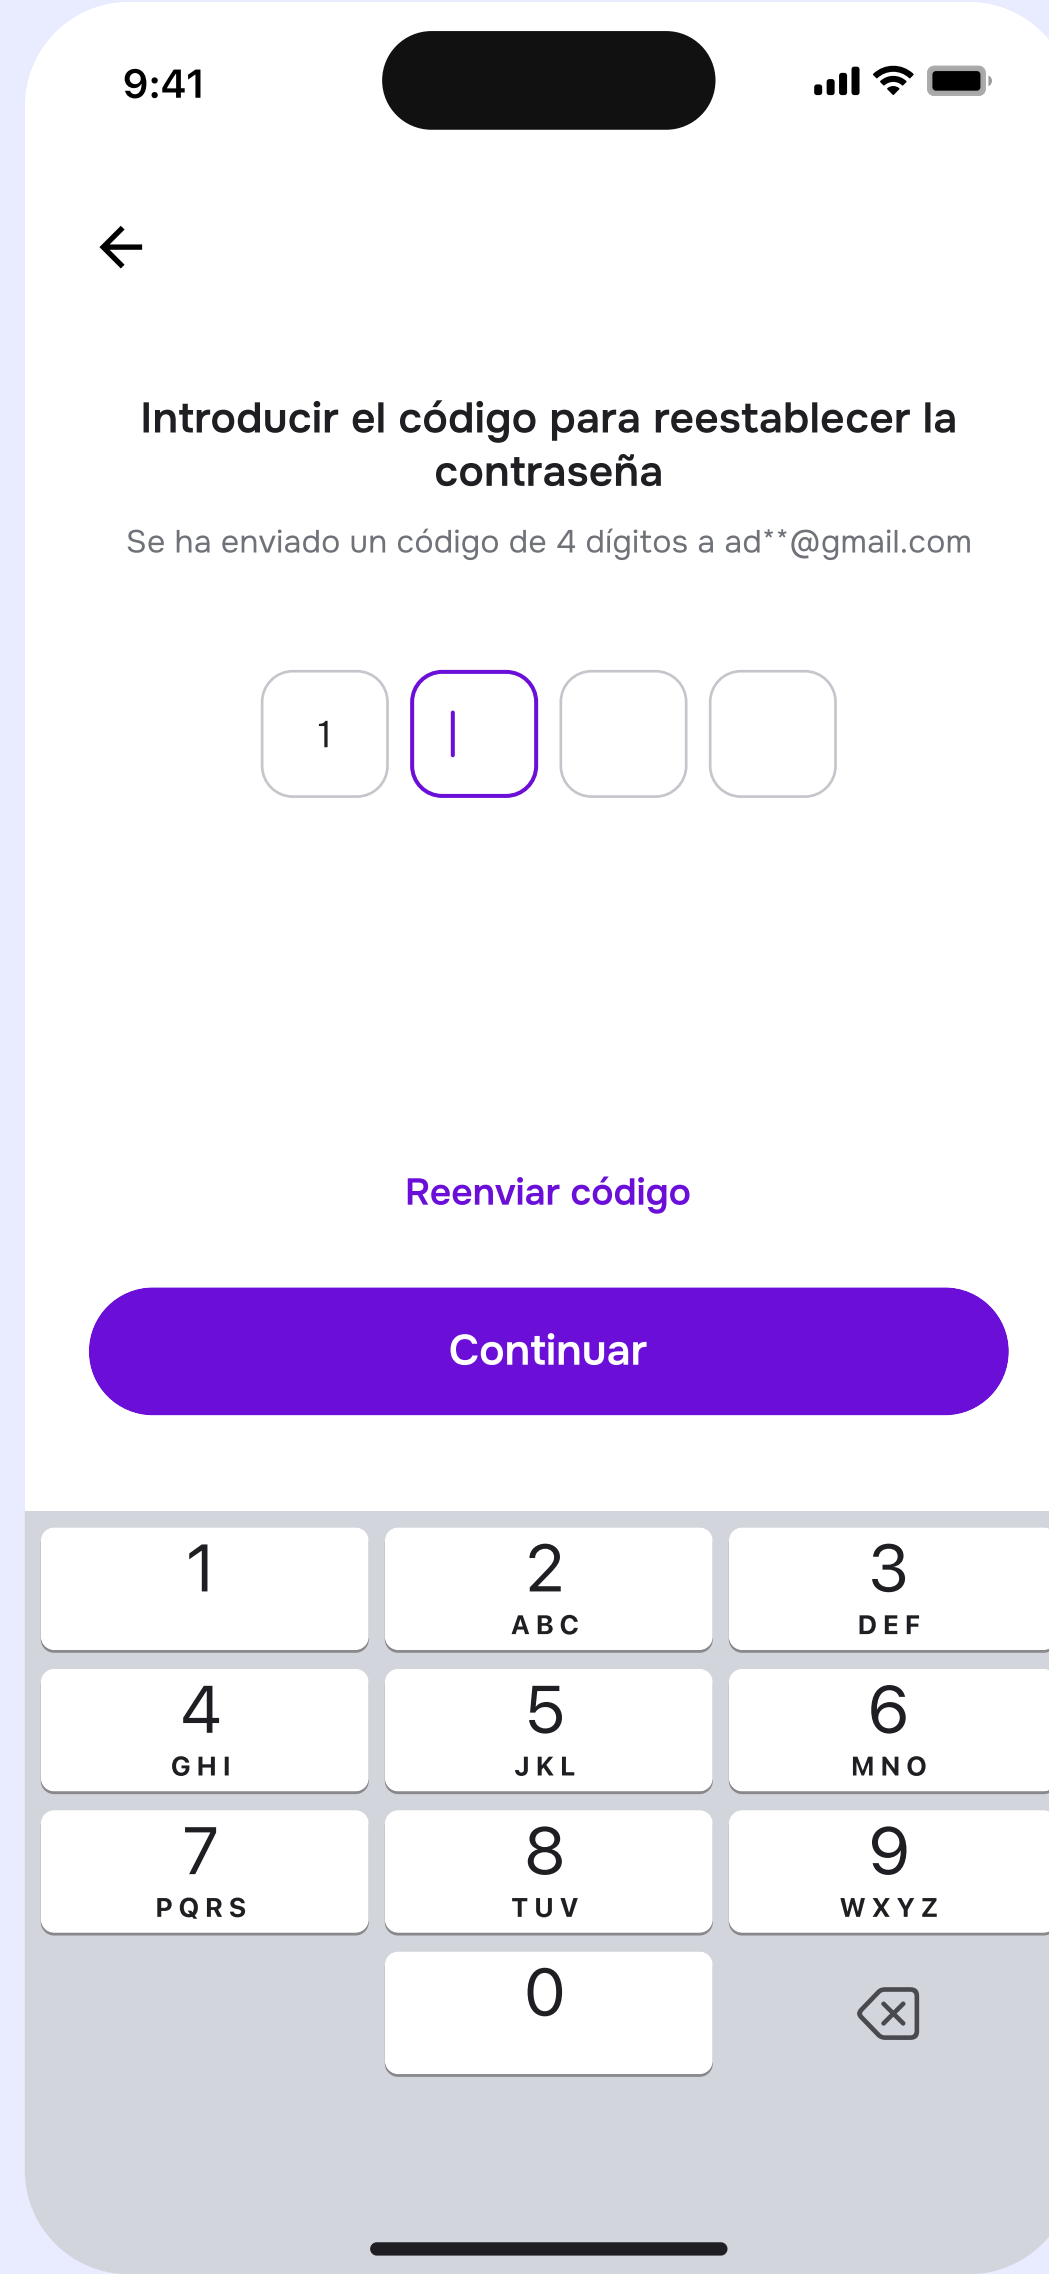 9:41
Introducir el código para reestablecer la
contraseña
Se ha enviado un código de 4 dígitos a ad**@gmail.com
1
Reenviar código
Continuar
1 2 3
ABC DEF
4 5 6
GHI JKL MNO
7 8 9
PQRS TUV WXYZ
0